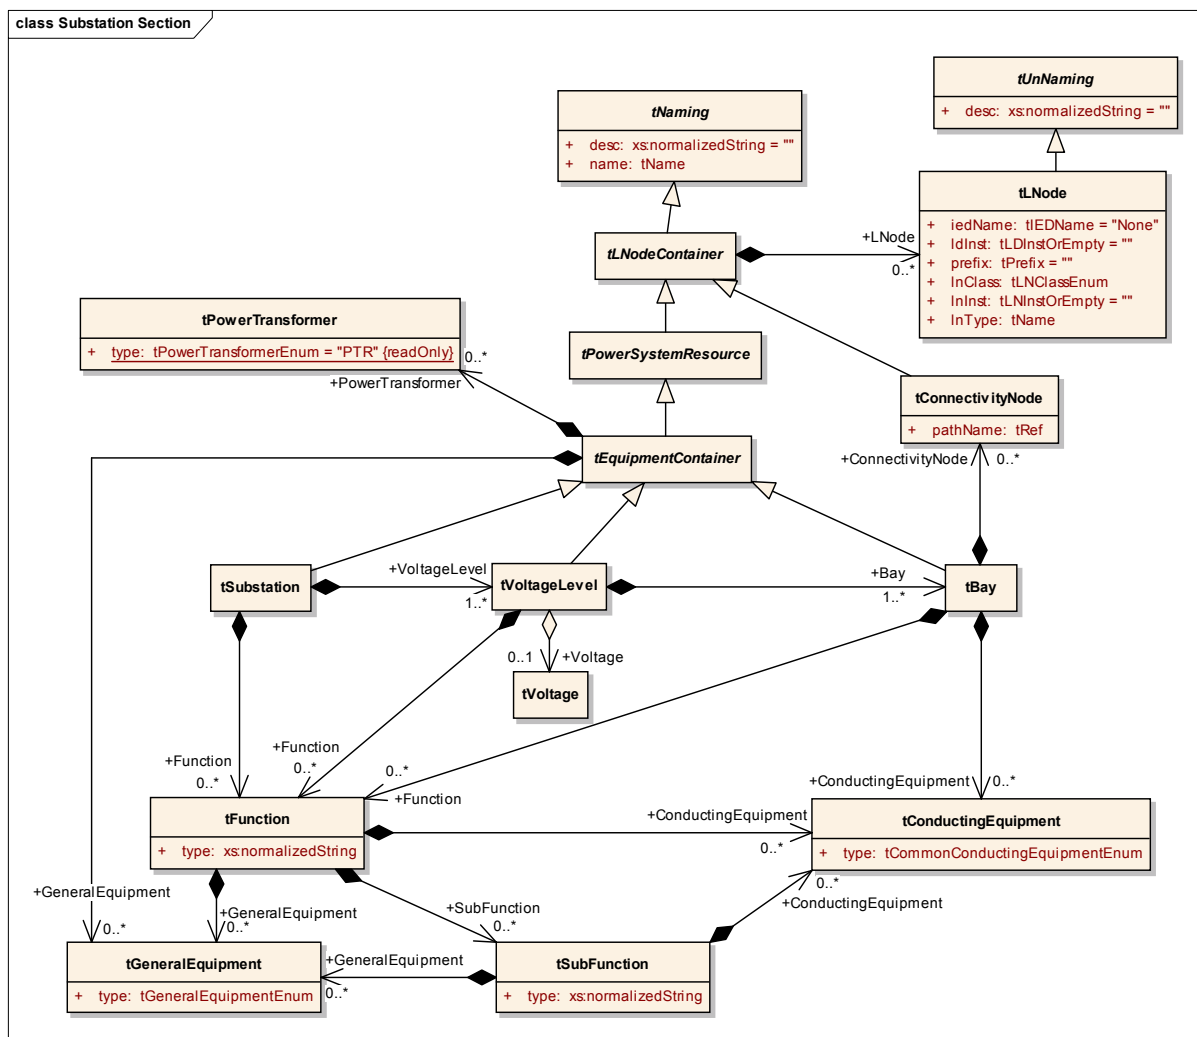 class Substation Section
tUnNaming
+ desc: xs:normalizedString = ""
tNaming
+ desc: xs:normalizedString = ""
+ name: tName
tLNode
+ iedName: tIEDName = "None"
+ ldInst: tLDInstOrEmpty = ""
+ prefix: tPrefix = ""
+ lnClass: tLNClassEnum
+ lnInst: tLNInstOrEmpty = ""
+ lnType: tName
+LNode
0..*
tLNodeContainer
tPowerTransformer
+ type: tPowerTransformerEnum = "PTR" {readOnly}
0..*
+PowerTransformer
tPowerSystemResource
tConnectivityNode
+ pathName: tRef
+ConnectivityNode
0..*
tEquipmentContainer
tSubstation
+VoltageLevel
1..*
tVoltageLevel
+Bay
1..*
tBay
0..1
+Voltage
tVoltage
+Function
0..*
+Function
0..*
0..*
+Function
+ConductingEquipment
0..*
tFunction
+ type: xs:normalizedString
+ConductingEquipment
0..*
tConductingEquipment
+ type: tCommonConductingEquipmentEnum
0..*
+ConductingEquipment
+GeneralEquipment
0..*
+GeneralEquipment
0..*
+SubFunction
0..*
tGeneralEquipment
+ type: tGeneralEquipmentEnum
+GeneralEquipment
0..*
tSubFunction
+ type: xs:normalizedString